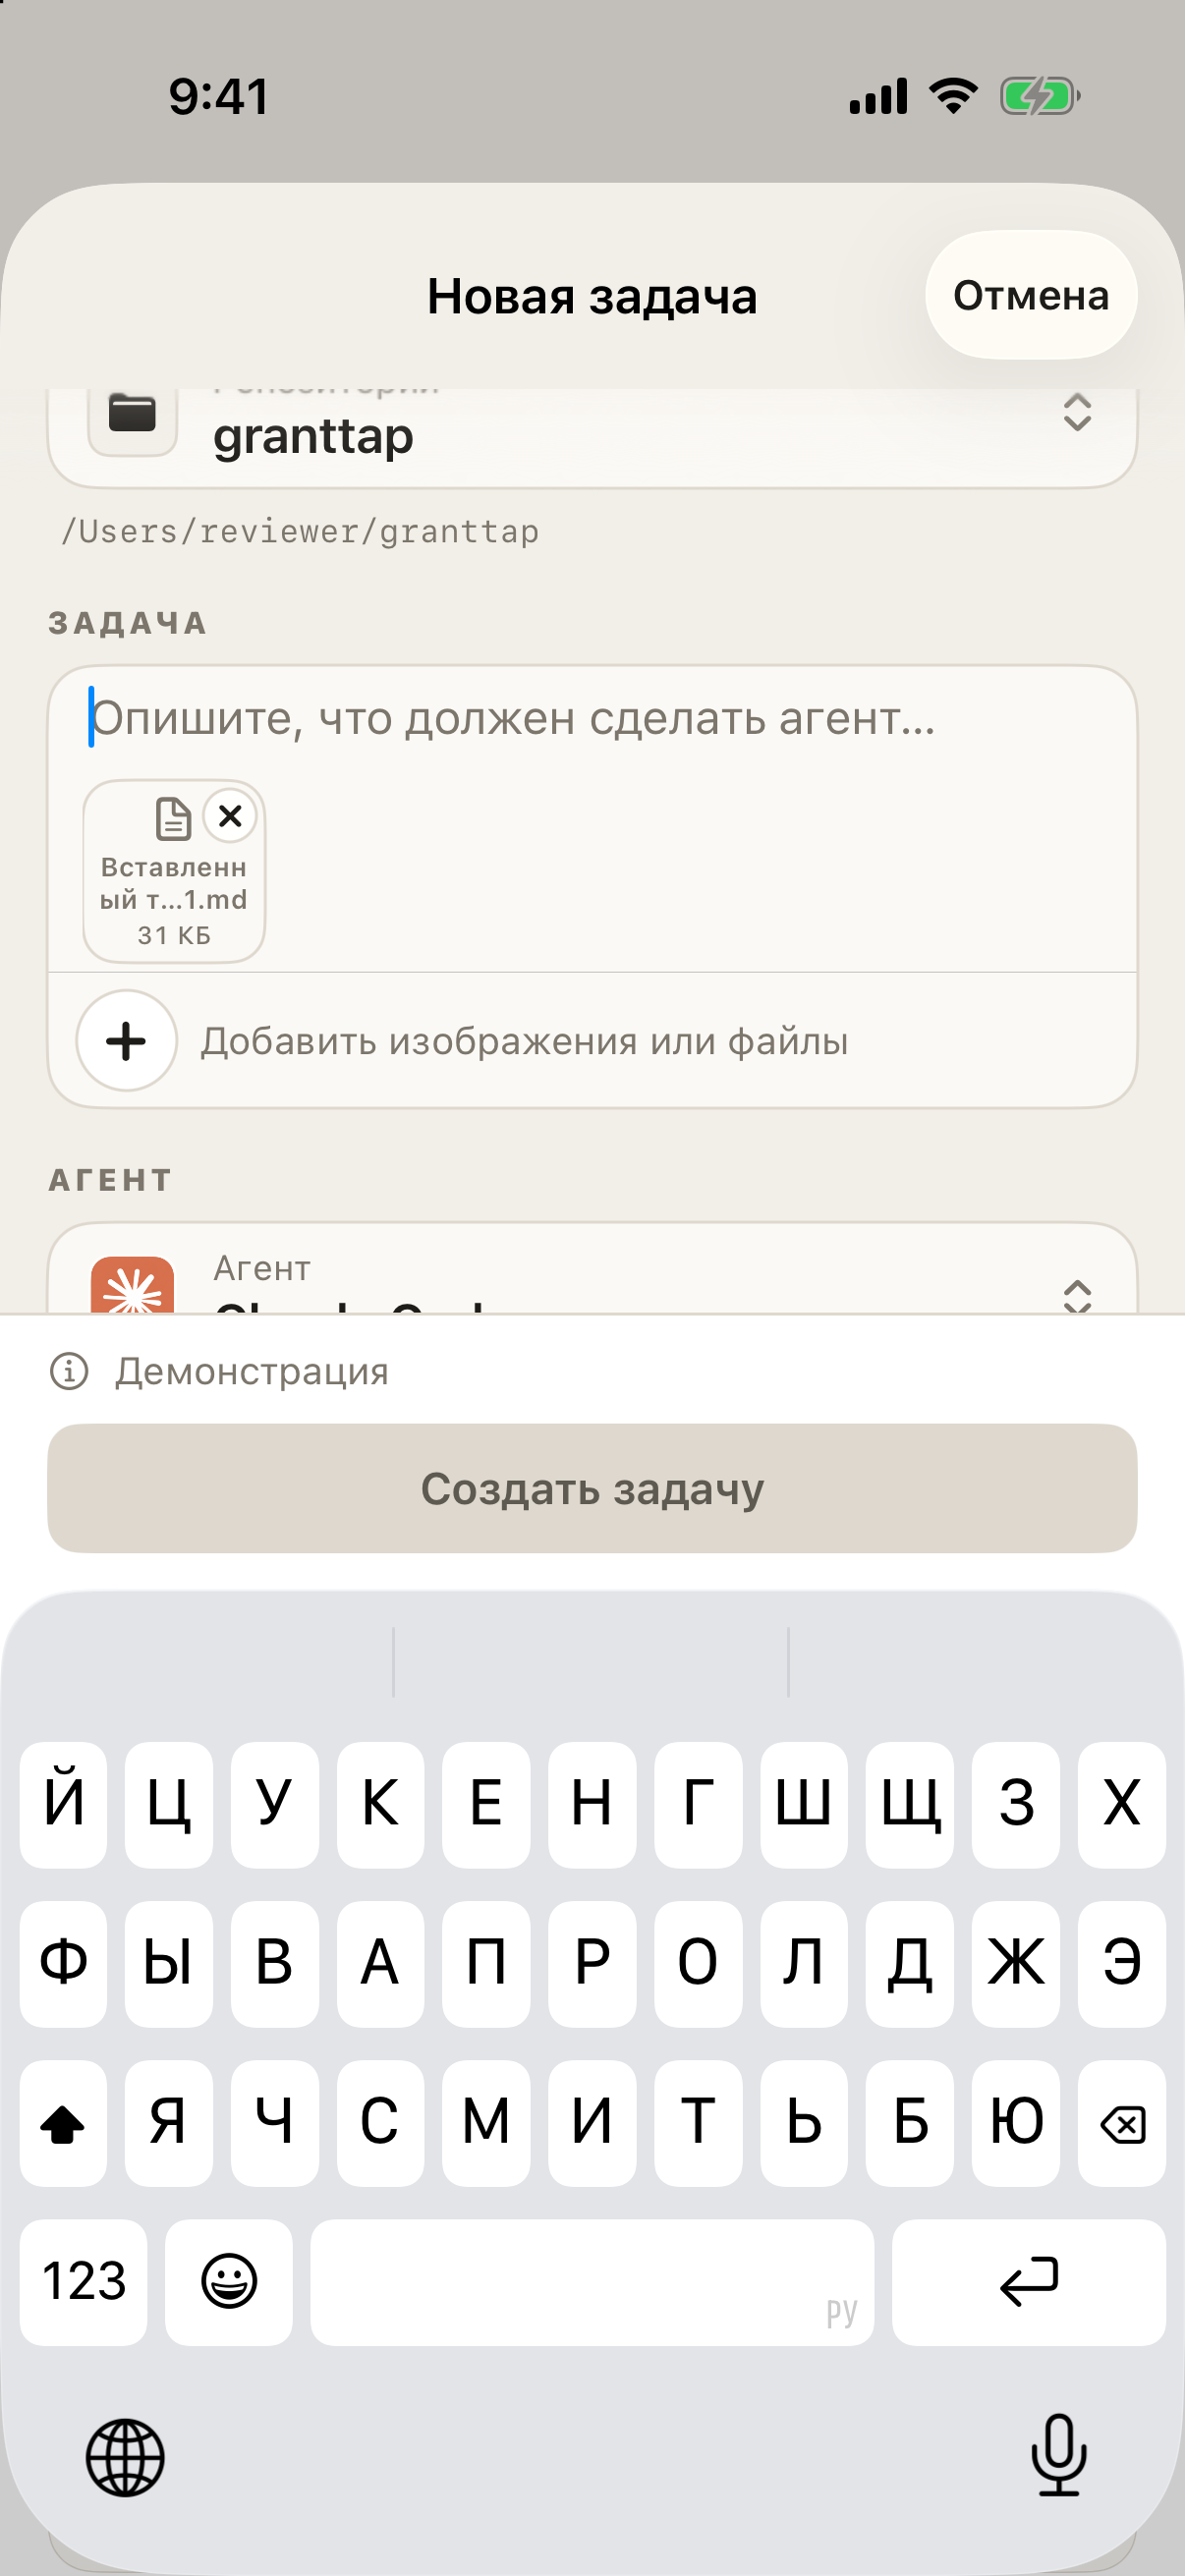 9:41
Новая задача
Отмена
granttap
/Users/reviewer/granttap
ЗАДАЧА
Опишите, что должен сделать агент...
Вставленн
ый т...1.md
31 КБ
Добавить изображения или файлы
АГЕНТ
Агент
Демонстрация
Создать задачу
Й Ц У К Е Н Г Ш Щ З Х
Ф Ы В А П Р О Л Д Ж Э
Я Ч С М И Т Ь Б Ю
123
РУ